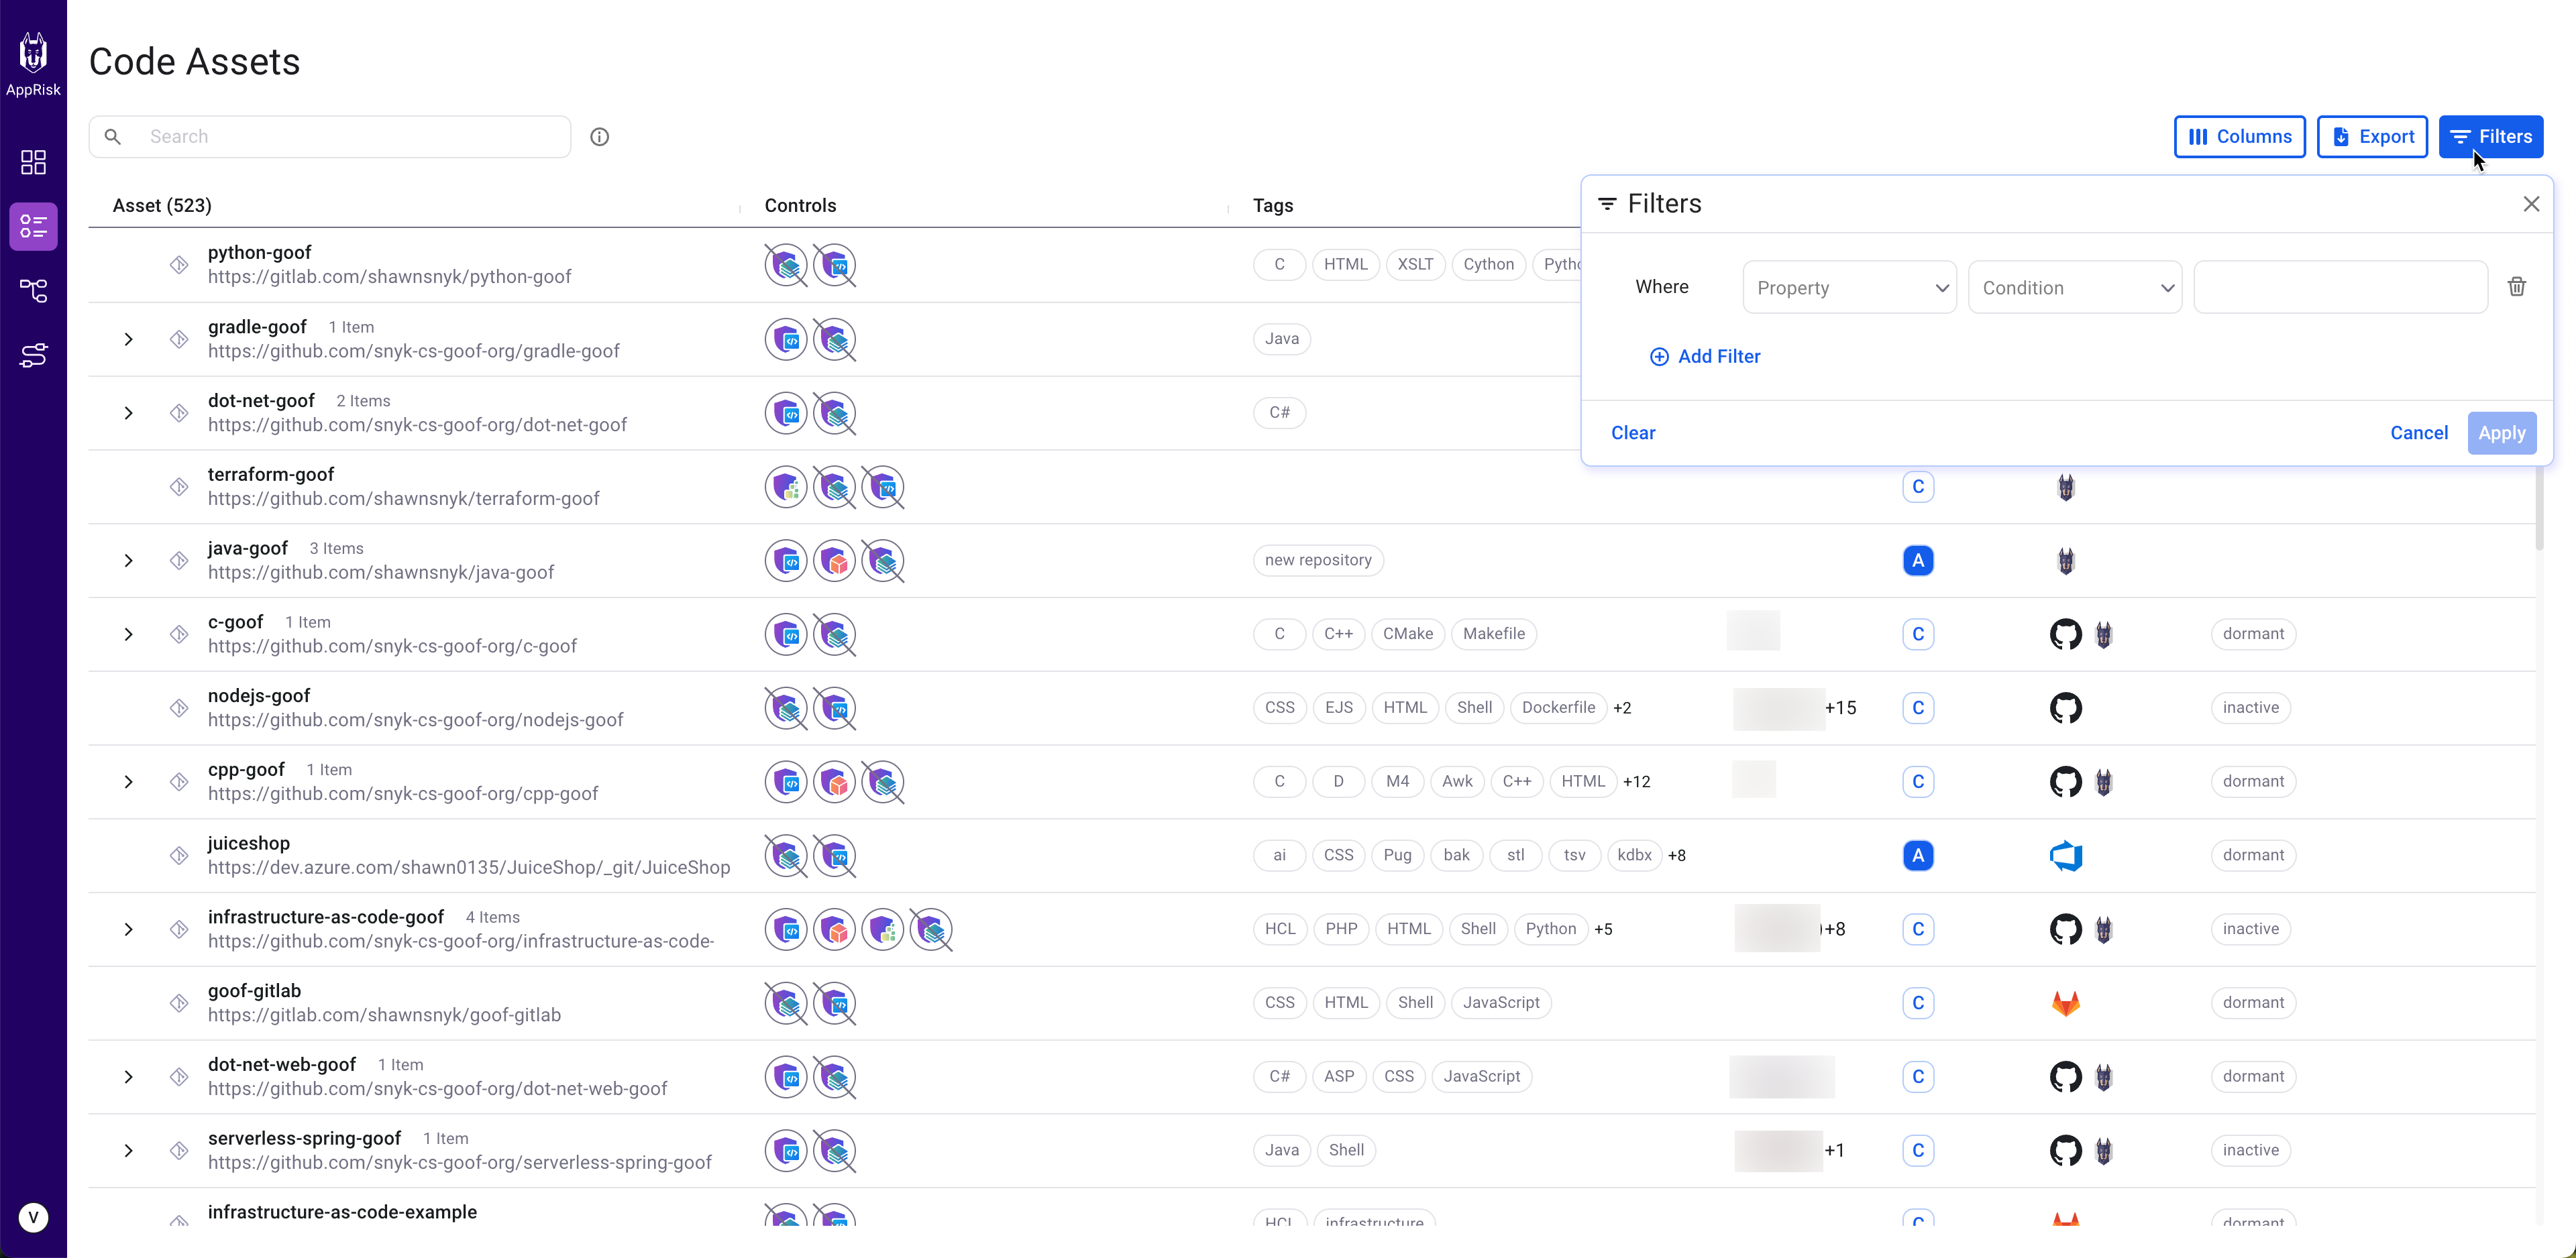 AppRisk
Code Assets
Search
Columns
Export
Filters
Asset (523)
Controls
Tags
Filters
Where
Property
Condition
Add Filter
Clear
Cancel
Apply
python-goof
https://gitlab.com/shawnsnyk/python-goof
C HTML XSLT Cython
gradle-goof 1 Item
https://github.com/snyk-cs-goof-org/gradle-goof
Java
dot-net-goof 2 Items
https://github.com/snyk-cs-goof-org/dot-net-goof
C#
terraform-goof
https://github.com/shawnsnyk/terraform-goof
C
java-goof 3 Items
https://github.com/shawnsnyk/java-goof
new repository A
c-goof 1 Item
https://github.com/snyk-cs-goof-org/c-goof
C C++ CMake Makefile C dormant
nodejs-goof
https://github.com/snyk-cs-goof-org/nodejs-goof
CSS EJS HTML Shell Dockerfile +2 +15 C inactive
cpp-goof 1 Item
https://github.com/snyk-cs-goof-org/cpp-goof
C D M4 Awk C++ HTML +12 C dormant
juiceshop
https://dev.azure.com/shawn0135/JuiceShop/_git/JuiceShop
ai CSS Pug bak stl tsv kdbx +8 A dormant
infrastructure-as-code-goof 4 Items
https://github.com/snyk-cs-goof-org/infrastructure-as-code-
HCL PHP HTML Shell Python +5 +8 C inactive
goof-gitlab
https://gitlab.com/shawnsnyk/goof-gitlab
CSS HTML Shell JavaScript C dormant
dot-net-web-goof 1 Item
https://github.com/snyk-cs-goof-org/dot-net-web-goof
C# ASP CSS JavaScript C dormant
serverless-spring-goof 1 Item
https://github.com/snyk-cs-goof-org/serverless-spring-goof
Java Shell +1 C inactive
infrastructure-as-code-example
HCL infrastructure C dormant
V